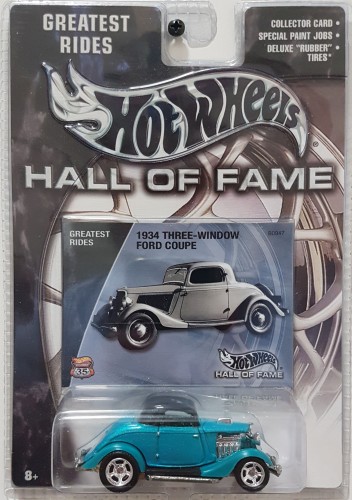 GREATEST
RIDES
COLLECTOR CARD •
SPECIAL PAINT JOBS •
DELUXE "RUBBER" •
TIRES*
HOT WHEELS
HALL OF FAME
GREATEST
RIDES
1934 THREE-WINDOW
FORD COUPE
35
HOT WHEELS
HALL OF FAME
8+